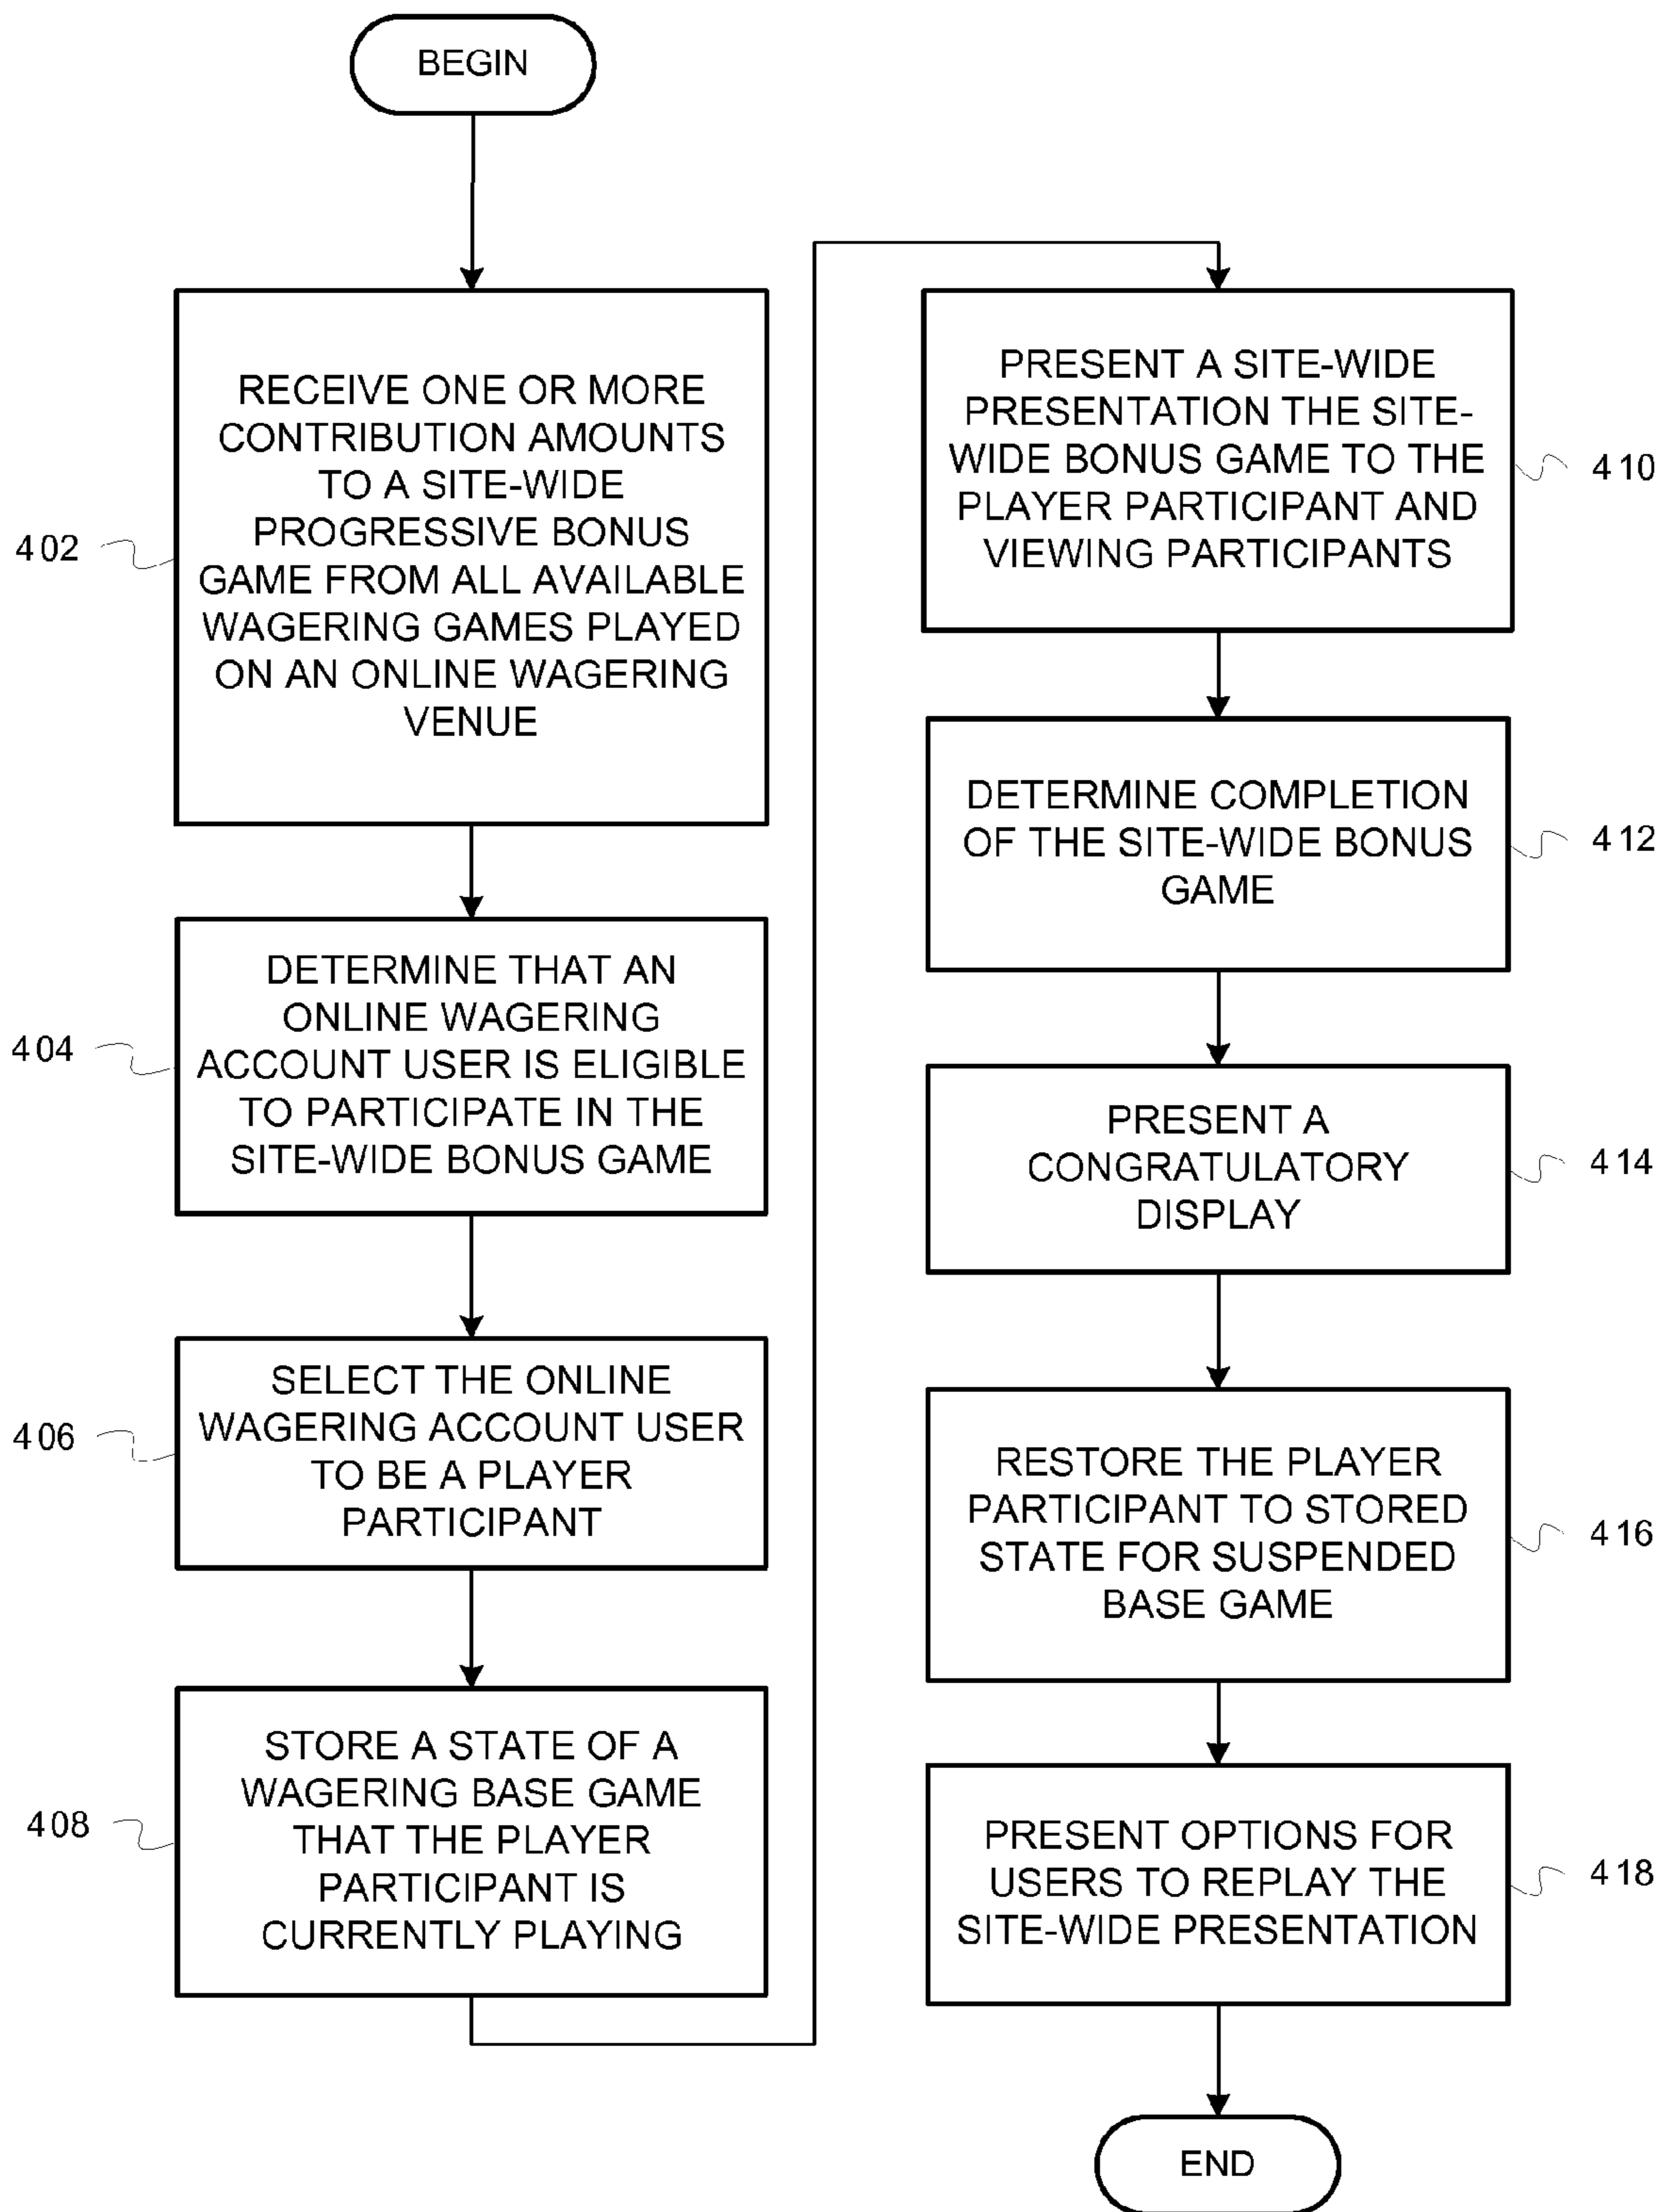 BEGIN
402
RECEIVE ONE OR MORE
CONTRIBUTION AMOUNTS
TO A SITE-WIDE
PROGRESSIVE BONUS
GAME FROM ALL AVAILABLE
WAGERING GAMES PLAYED
ON AN ONLINE WAGERING
VENUE
404
DETERMINE THAT AN
ONLINE WAGERING
ACCOUNT USER IS ELIGIBLE
TO PARTICIPATE IN THE
SITE-WIDE BONUS GAME
406
SELECT THE ONLINE
WAGERING ACCOUNT USER
TO BE A PLAYER
PARTICIPANT
408
STORE A STATE OF A
WAGERING BASE GAME
THAT THE PLAYER
PARTICIPANT IS
CURRENTLY PLAYING
PRESENT A SITE-WIDE
PRESENTATION THE SITE-
WIDE BONUS GAME TO THE
PLAYER PARTICIPANT AND
VIEWING PARTICIPANTS
410
DETERMINE COMPLETION
OF THE SITE-WIDE BONUS
GAME
412
PRESENT A
CONGRATULATORY
DISPLAY
414
RESTORE THE PLAYER
PARTICIPANT TO STORED
STATE FOR SUSPENDED
BASE GAME
416
PRESENT OPTIONS FOR
USERS TO REPLAY THE
SITE-WIDE PRESENTATION
418
END